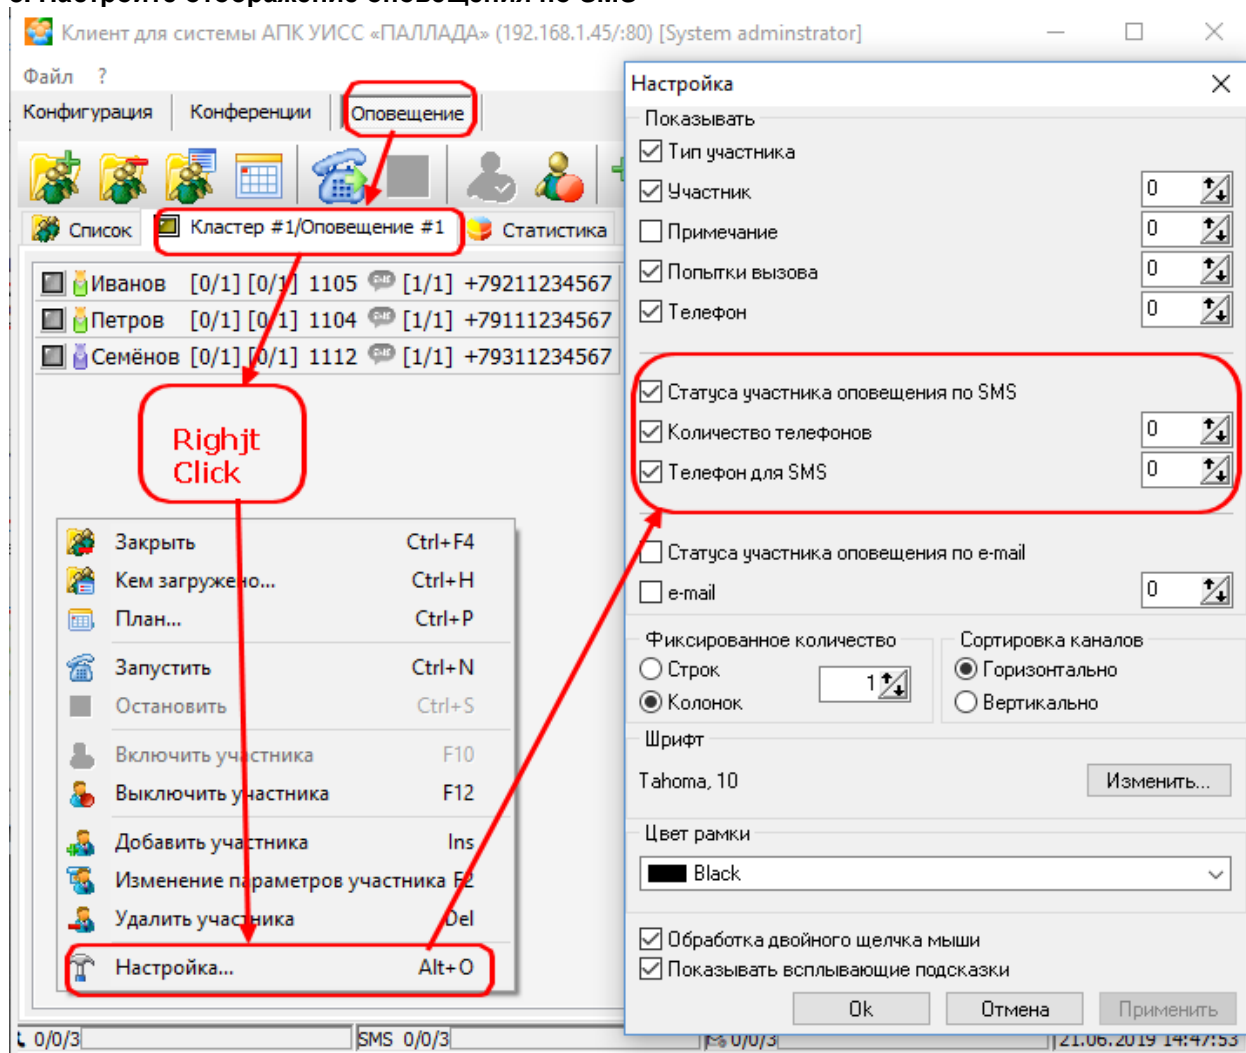 Клиент для системы АПК УИСС «ПАЛЛАДА» (192.168.1.45/:80) [System adminstrator]
Файл ?
Конфигурация Конференции Оповещение
Список Кластер #1/Оповещение #1 Статистика
Иванов [0/1] [0/1] 1105 [1/1] +79211234567
Петров [0/1] [0/1] 1104 [1/1] +79111234567
Семёнов [0/1] [0/1] 1112 [1/1] +79311234567
Righjt
Click
Закрыть Ctrl+F4
Кем загружено... Ctrl+H
План... Ctrl+P
Запустить Ctrl+N
Остановить Ctrl+S
Включить участника F10
Выключить участника F12
Добавить участника Ins
Изменение параметров участника F2
Удалить участника Del
Настройка... Alt+O
Настройка
Показывать
Тип участника
Участник 0
Примечание 0
Попытки вызова 0
Телефон 0
Статуса участника оповещения по SMS
Количество телефонов 0
Телефон для SMS 0
Статуса участника оповещения по e-mail
e-mail 0
Фиксированное количество
Строк
Колонок
1
Сортировка каналов
Горизонтально
Вертикально
Шрифт
Tahoma, 10 Изменить...
Цвет рамки
Black
Обработка двойного щелчка мыши
Показывать всплывающие подсказки
Ok Отмена Применить
0/0/3 SMS 0/0/3 0/0/3 21.06.2019 14:47:53